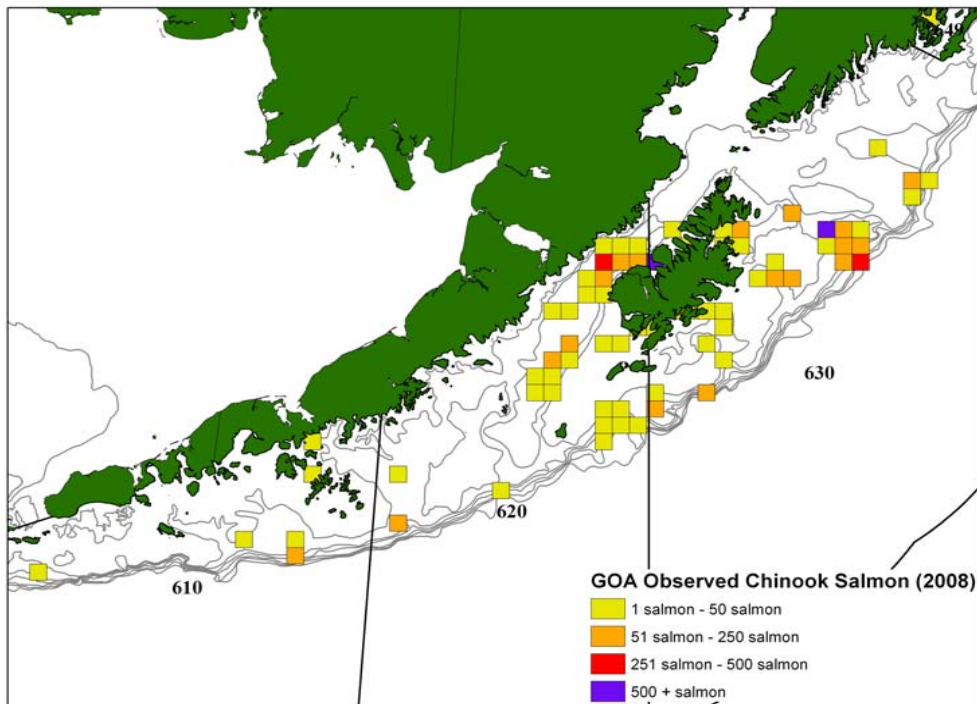 649
630
620
610
GOA Observed Chinook Salmon (2008)
1 salmon - 50 salmon
51 salmon - 250 salmon
251 salmon - 500 salmon
500 + salmon